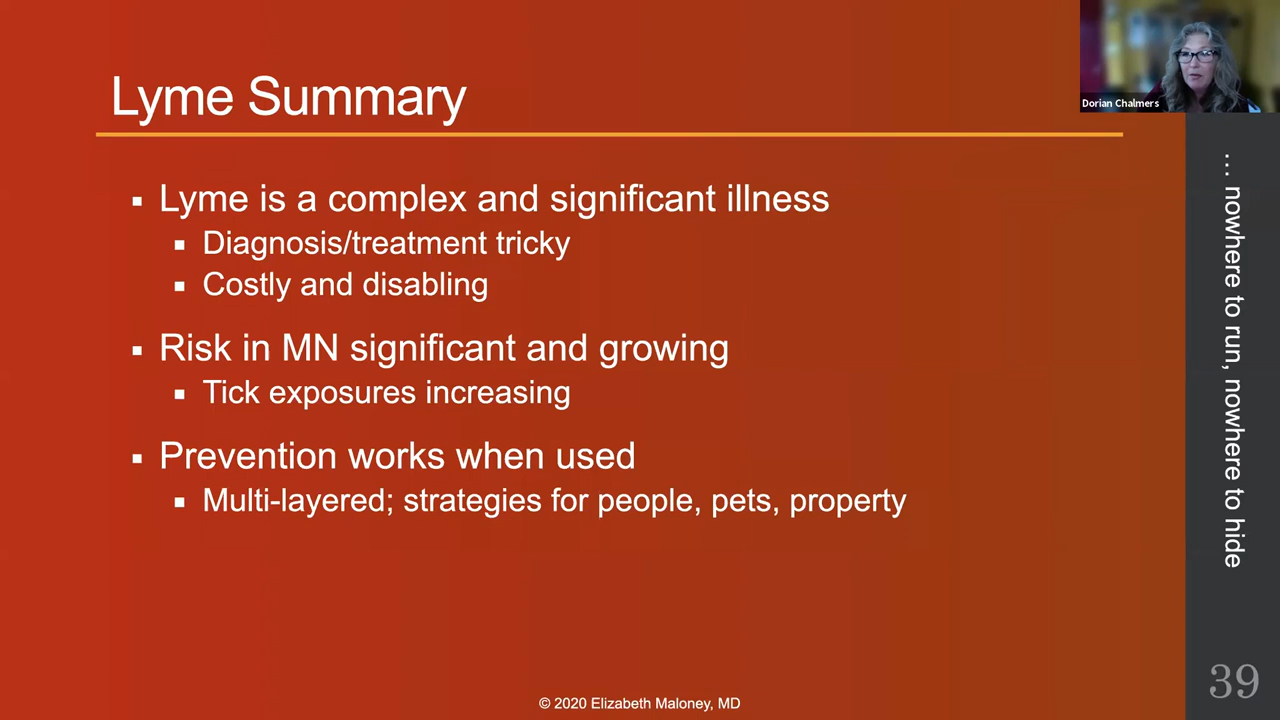 Lyme Summary
Dorian Chalmers
▪ Lyme is a complex and significant illness
▪ Diagnosis/treatment tricky
▪ Costly and disabling
▪ Risk in MN significant and growing
▪ Tick exposures increasing
▪ Prevention works when used
▪ Multi-layered; strategies for people, pets, property
… nowhere to run, nowhere to hide
© 2020 Elizabeth Maloney, MD
39